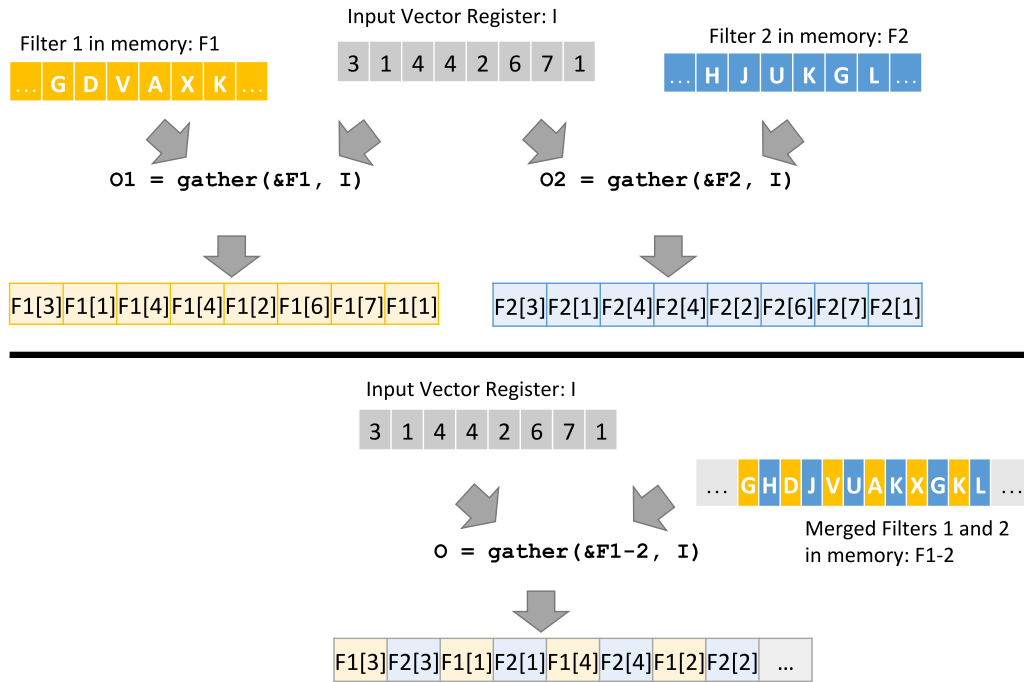 Input Vector Register: I
Filter 1 in memory: F1
Filter 2 in memory: F2
3 1 4 4 2 6 7 1
... G D V A X K ...
... H J U K G L ...
O1 = gather(&F1, I)
O2 = gather(&F2, I)
F1[3] F1[1] F1[4] F1[4] F1[2] F1[6] F1[7] F1[1]
F2[3] F2[1] F2[4] F2[4] F2[2] F2[6] F2[7] F2[1]
Input Vector Register: I
3 1 4 4 2 6 7 1
... G H D J V U A K X G K L ...
Merged Filters 1 and 2
in memory: F1-2
O = gather(&F1-2, I)
F1[3] F2[3] F1[1] F2[1] F1[4] F2[4] F1[2] F2[2] ...